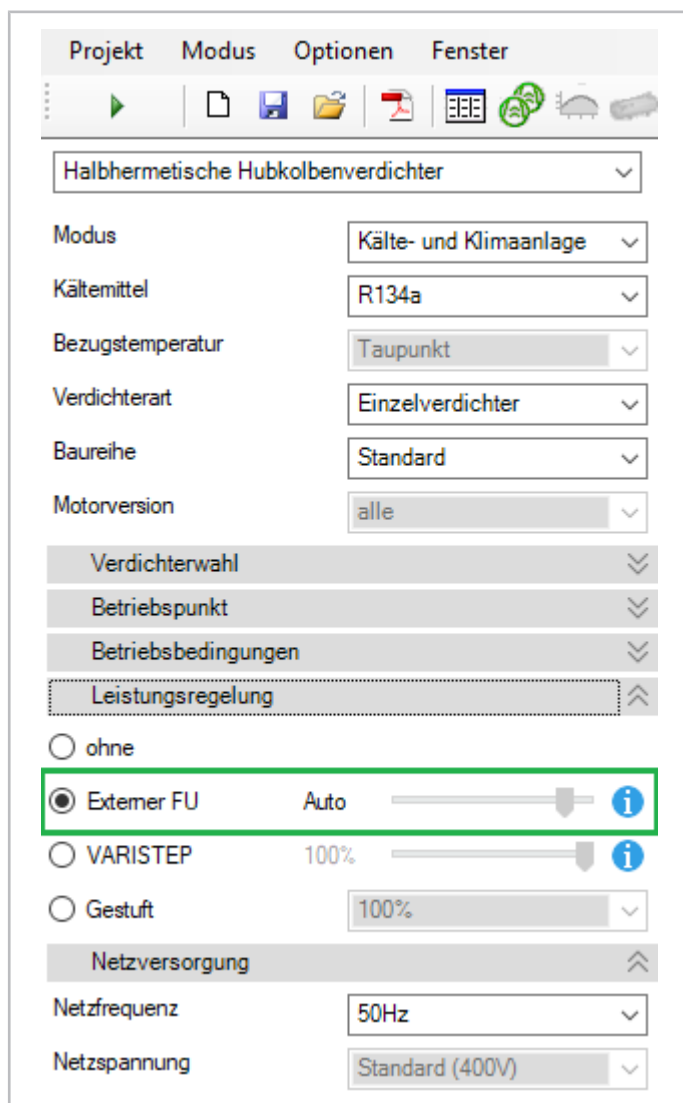 Projekt Modus Optionen Fenster
Halbhermetische Hubkolbenverdichter
Modus Kälte- und Klimaanlage
Kältemittel R134a
Bezugstemperatur Taupunkt
Verdichterart Einzelverdichter
Baureihe Standard
Motorversion alle
Verdichterwahl
Betriebspunkt
Betriebsbedingungen
Leistungsregelung
ohne
Externer FU Auto
VARISTEP 100%
Gestuft 100%
Netzversorgung
Netzfrequenz 50Hz
Netzspannung Standard (400V)